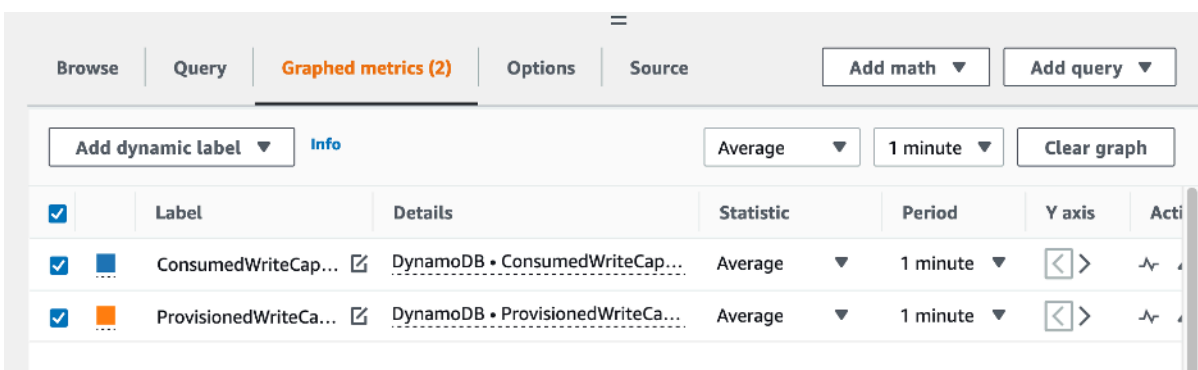 Browse Query Graphed metrics (2) Options Source Add math Add query
Add dynamic label Info Average 1 minute Clear graph
Label Details Statistic Period Y axis Acti
ConsumedWriteCap... DynamoDB • ConsumedWriteCap... Average 1 minute
ProvisionedWriteCa... DynamoDB • ProvisionedWriteCa... Average 1 minute